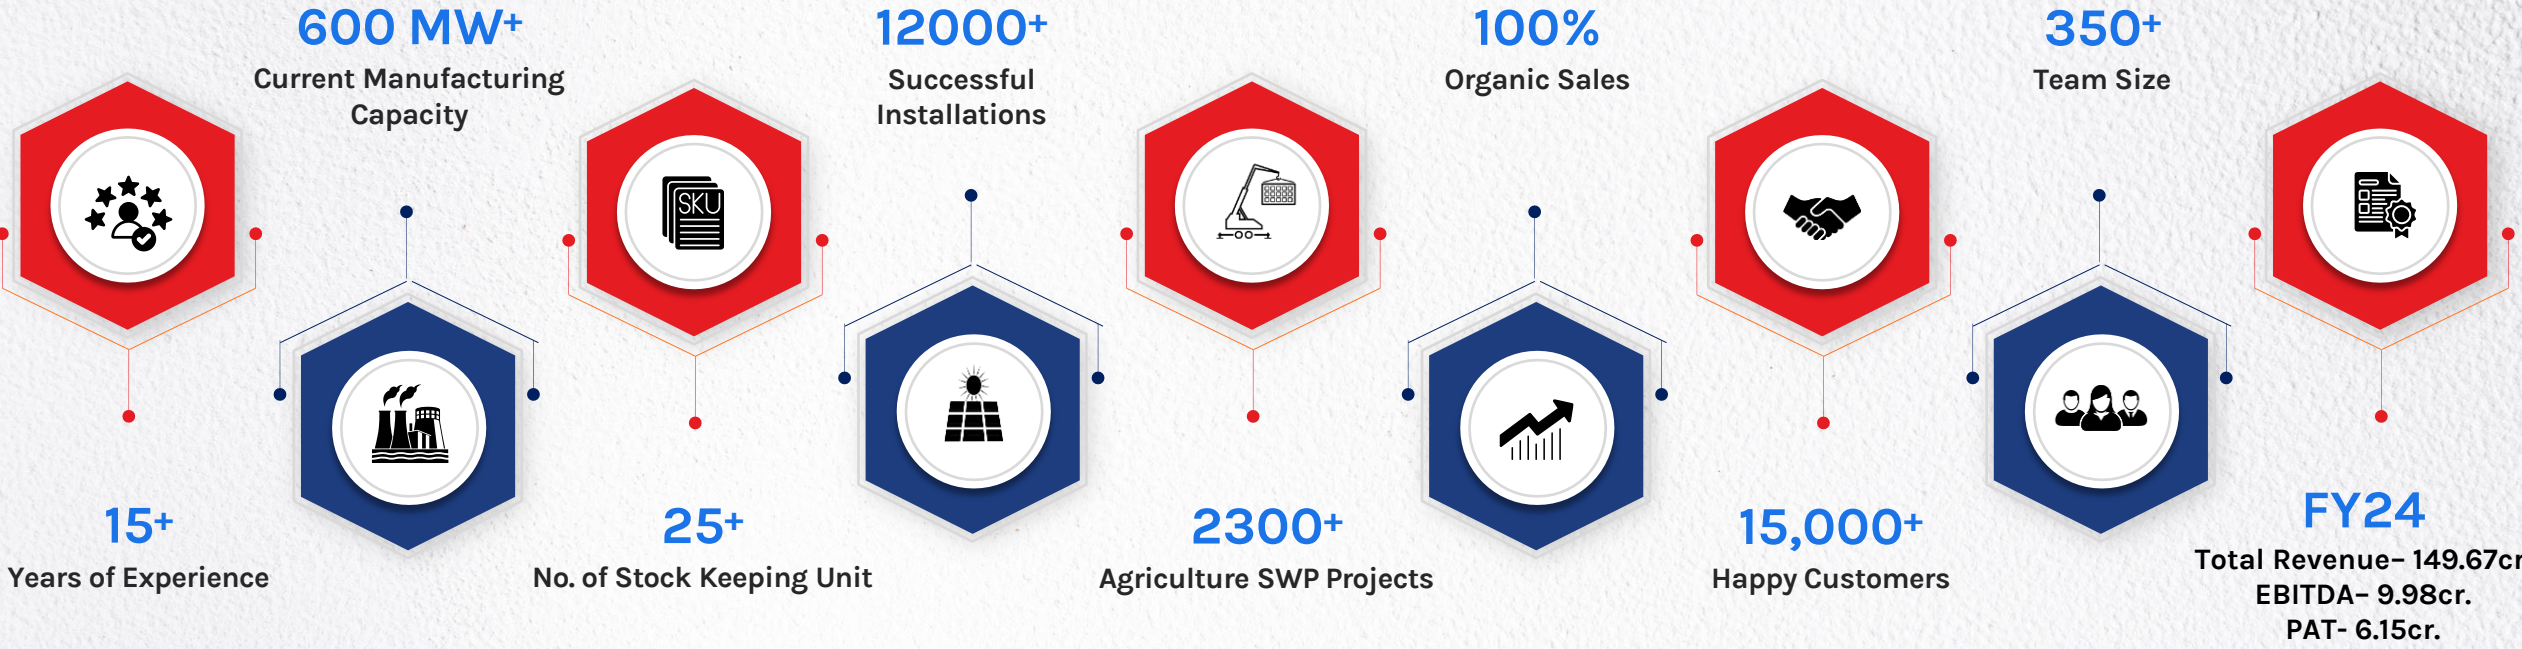 600 MW+
Current Manufacturing
Capacity
12000+
Successful
Installations
100%
Organic Sales
350+
Team Size
SKU
15+
Years of Experience
25+
No. of Stock Keeping Unit
2300+
Agriculture SWP Projects
15,000+
Happy Customers
FY24
Total Revenue– 149.67cr
EBITDA– 9.98cr.
PAT- 6.15cr.